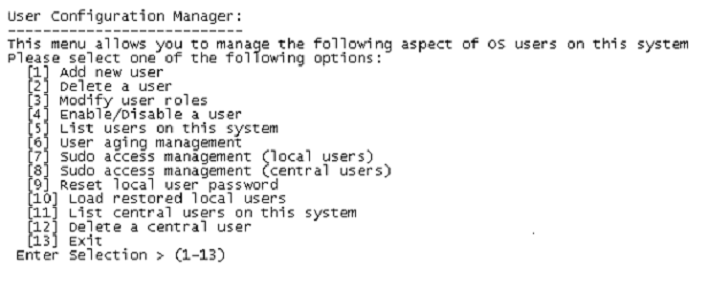 User Configuration Manager:
---------------------------
This menu allows you to manage the following aspect of OS users on this system
Please select one of the following options:
[1] Add new user
[2] Delete a user
[3] Modify user roles
[4] Enable/Disable a user
[5] List users on this system
[6] User aging management
[7] Sudo access management (local users)
[8] Sudo access management (central users)
[9] Reset local user password
[10] Load restored local users
[11] List central users on this system
[12] Delete a central user
[13] Exit
Enter Selection > (1-13)